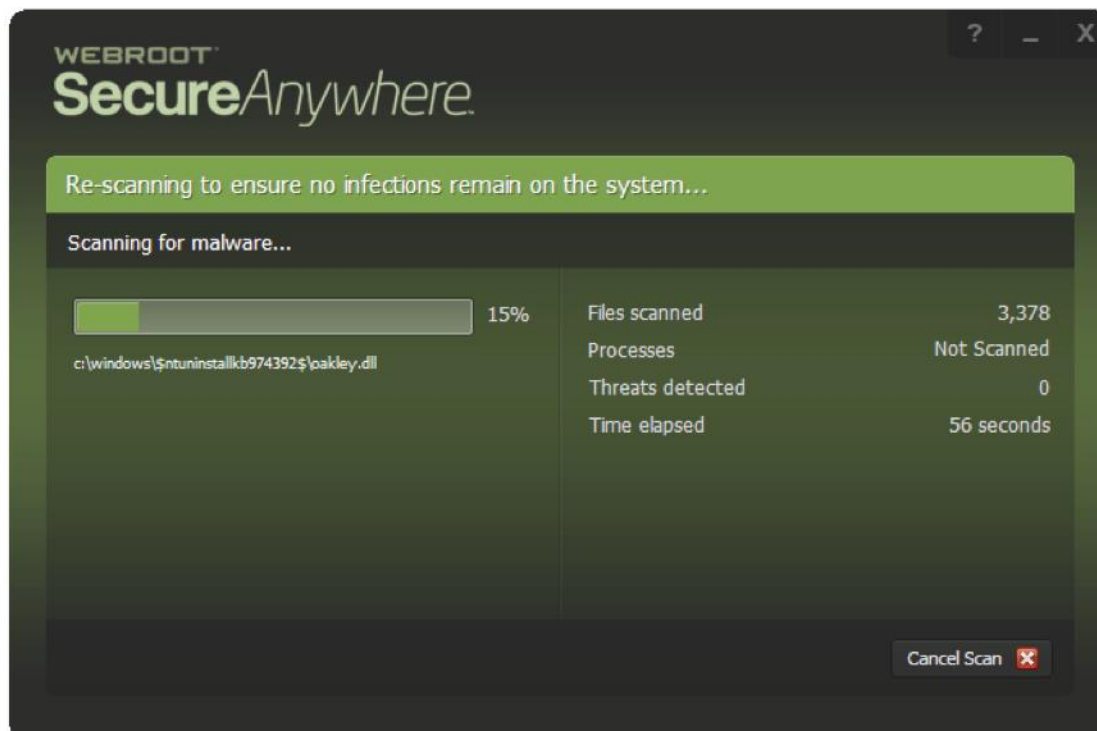 ? _ X
WEBROOT
SecureAnywhere
Re-scanning to ensure no infections remain on the system...
Scanning for malware...
15%
c:\windows\$ntuninstallkb974392$\oakley.dll
Files scanned 3,378
Processes Not Scanned
Threats detected 0
Time elapsed 56 seconds
Cancel Scan